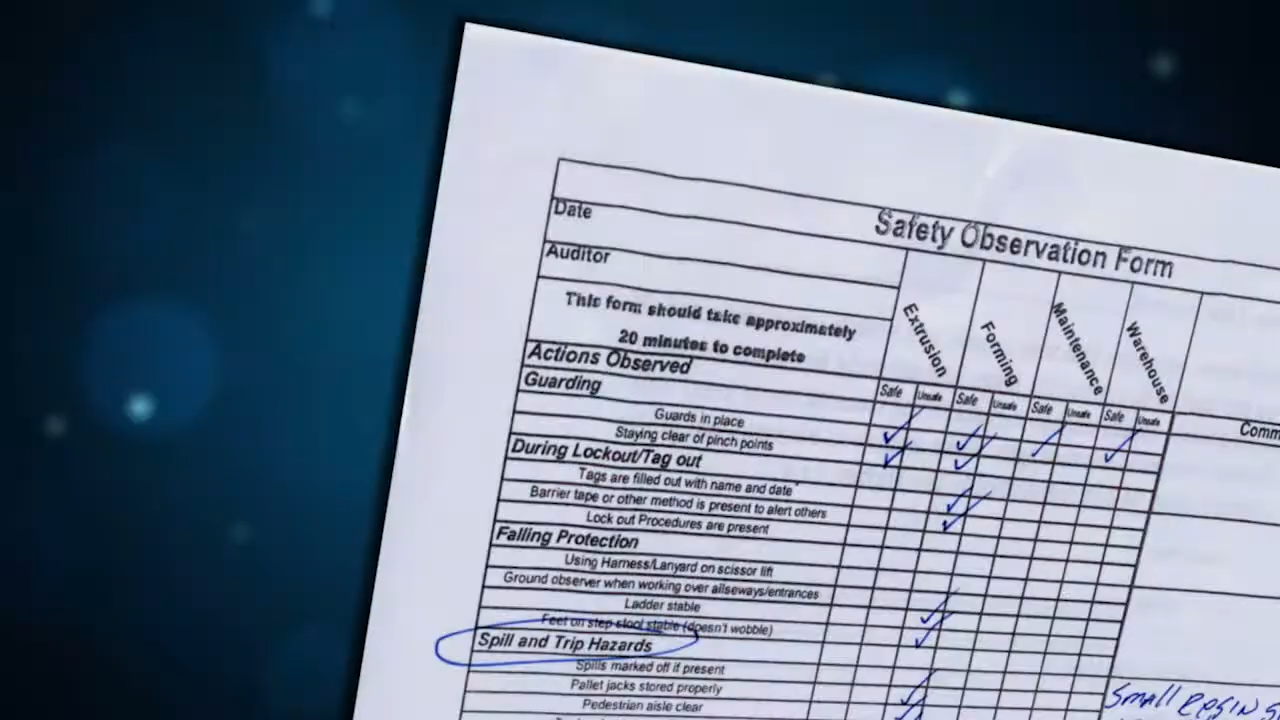 Safety Observation Form
Date
Auditor
This form should take approximately
20 minutes to complete
Extrusion
Forming
Maintenance
Warehouse
Actions Observed
Safe Unsafe Safe Unsafe Safe Unsafe Safe Unsafe
Guarding
Guards in place
Staying clear of pinch points
During Lockout/Tag out
Tags are filled out with name and date
Barrier tape or other method is present to alert others
Lock out Procedures are present
Falling Protection
Using Harness/Lanyard on scissor lift
Ground observer when working over allseways/entrances
Ladder stable
Feet on step stool stable (doesn't wobble)
Spill and Trip Hazards
Spills marked off if present
Pallet jacks stored properly
Pedestrian aisle clear
Small Resin